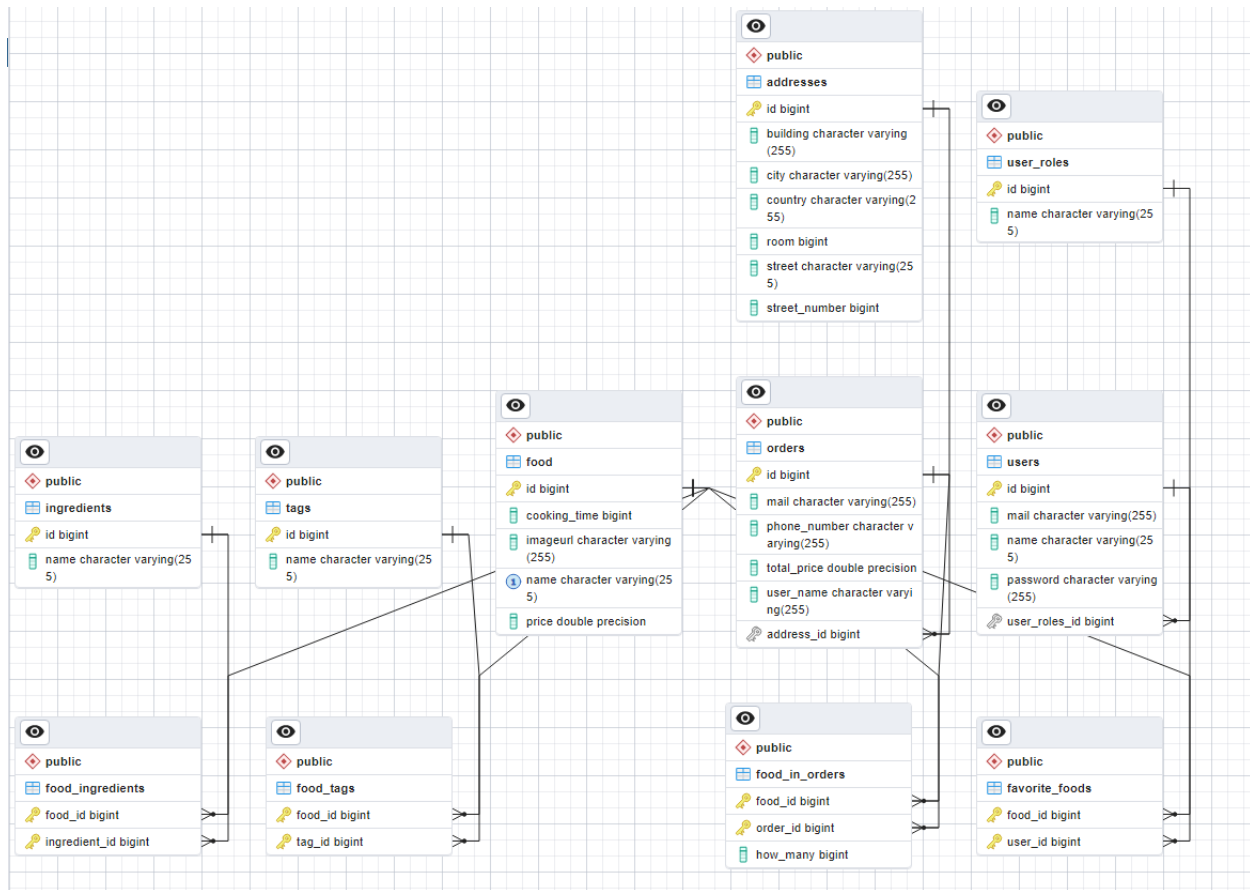 public
addresses
id bigint
building character varying
(255)
city character varying(255)
country character varying(2
55)
room bigint
street character varying(25
5)
street_number bigint
public
user_roles
id bigint
name character varying(25
5)
public
ingredients
id bigint
name character varying(25
5)
public
tags
id bigint
name character varying(25
5)
public
food
id bigint
cooking_time bigint
imageurl character varying
(255)
1
name character varying(25
5)
price double precision
public
orders
id bigint
mail character varying(255)
phone_number character v
arying(255)
total_price double precision
user_name character varyi
ng(255)
address_id bigint
public
users
id bigint
mail character varying(255)
name character varying(25
5)
password character varying
(255)
user_roles_id bigint
public
food_ingredients
food_id bigint
ingredient_id bigint
public
food_tags
food_id bigint
tag_id bigint
public
food_in_orders
food_id bigint
order_id bigint
how_many bigint
public
favorite_foods
food_id bigint
user_id bigint